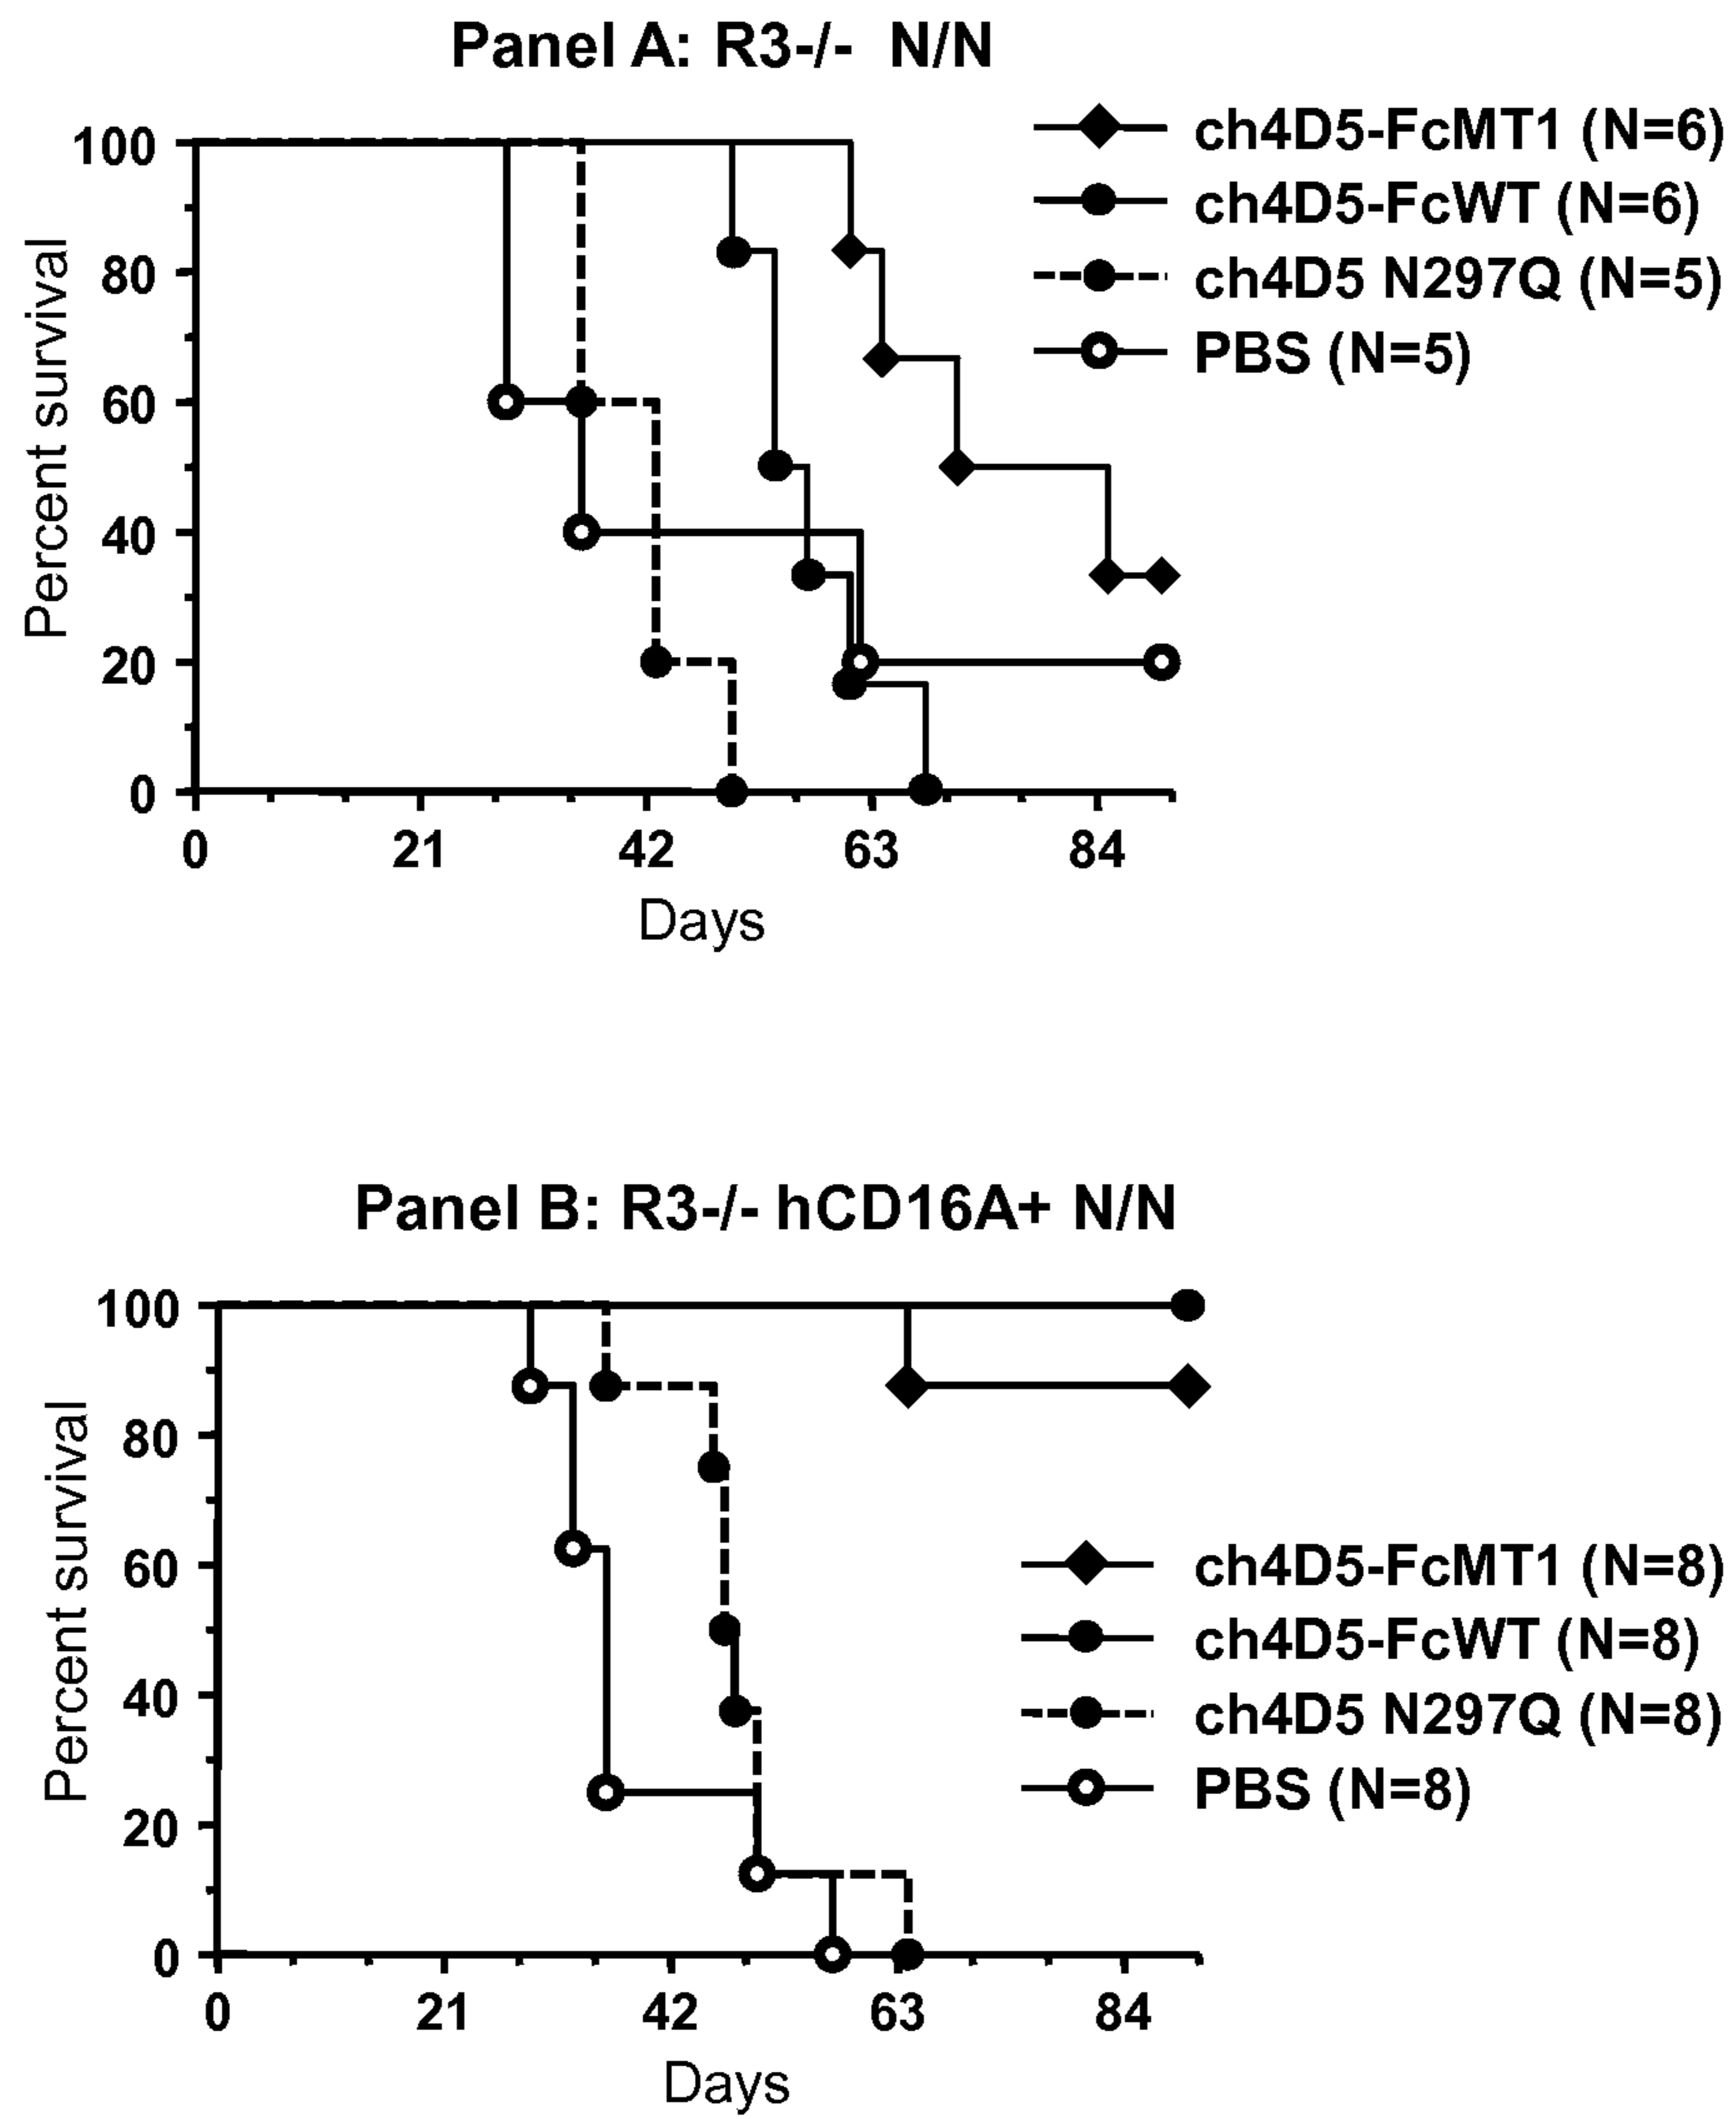 Panel A: R3-/- N/N
ch4D5-FcMT1 (N=6)
ch4D5-FcWT (N=6)
ch4D5 N297Q (N=5)
PBS (N=5)
Percent survival
100
80
60
40
20
0
0 21 42 63 84
Days
Panel B: R3-/- hCD16A+ N/N
Percent survival
100
80
60
40
20
0
ch4D5-FcMT1 (N=8)
ch4D5-FcWT (N=8)
ch4D5 N297Q (N=8)
PBS (N=8)
0 21 42 63 84
Days